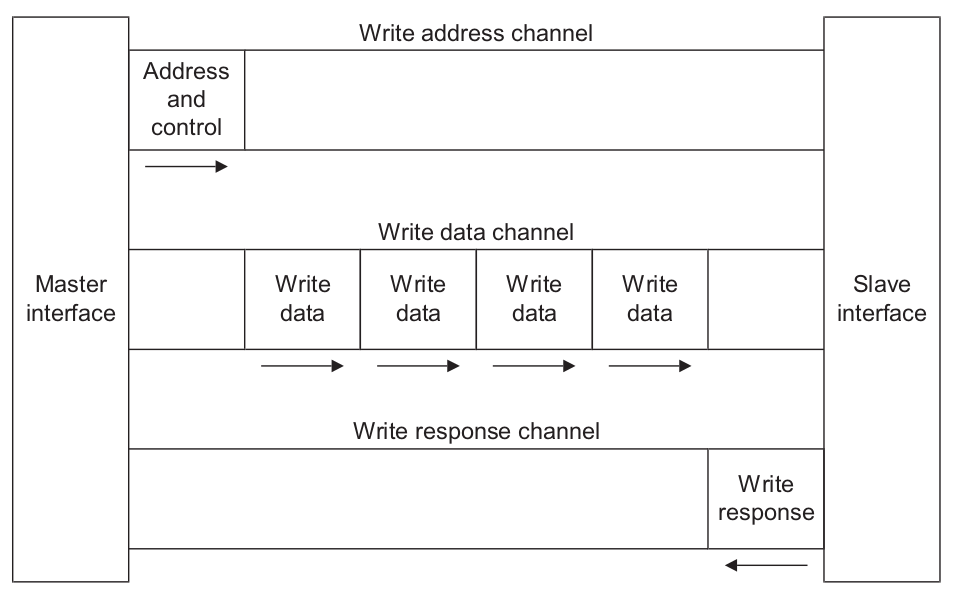 Write address channel
Address
and
control
Write data channel
Master
interface
Write
data
Write
data
Write
data
Write
data
Slave
interface
Write response channel
Write
response